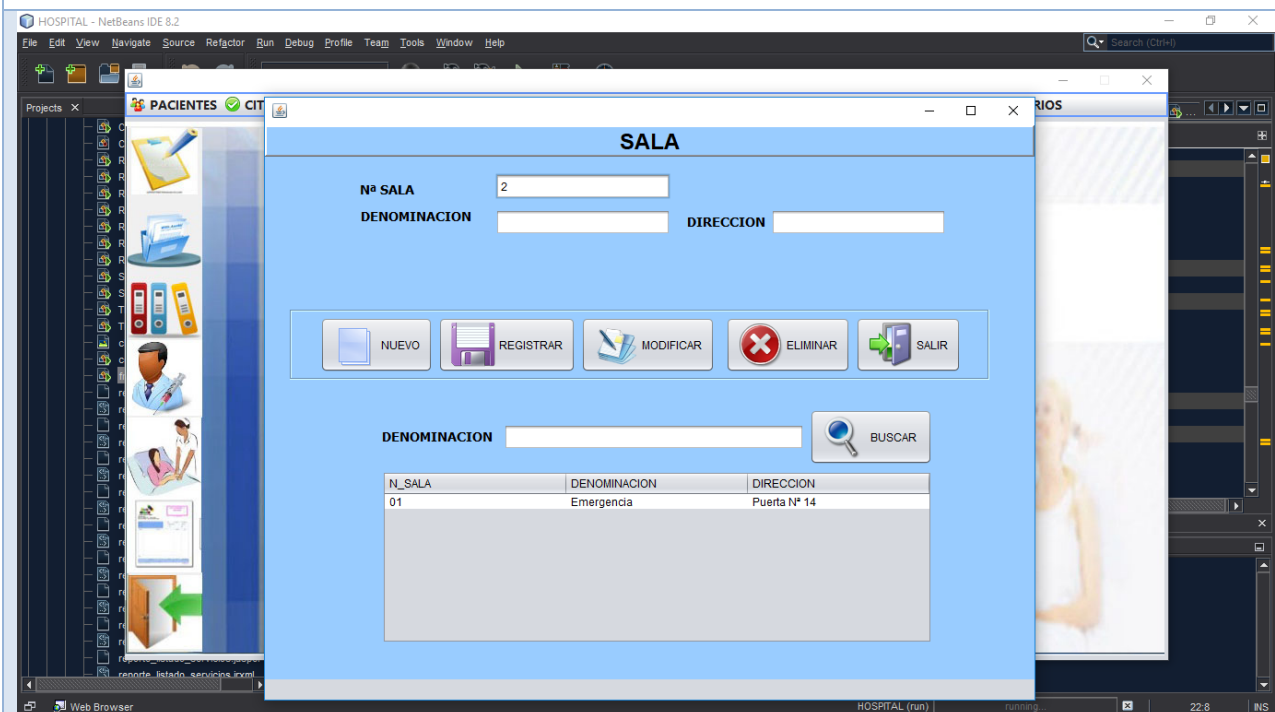 HOSPITAL - NetBeans IDE 8.2
File Edit View Navigate Source Refactor Run Debug Profile Team Tools Window Help
Search (Ctrl+I)
Projects
PACIENTES CIT
RIOS
SALA
Nª SALA 2
DENOMINACION DIRECCION
NUEVO REGISTRAR MODIFICAR ELIMINAR SALIR
DENOMINACION BUSCAR
N_SALA DENOMINACION DIRECCION
01 Emergencia Puerta Nª 14
reporte_listado_servicios.jrxml
Web Browser
HOSPITAL (run) running... 22:8 INS